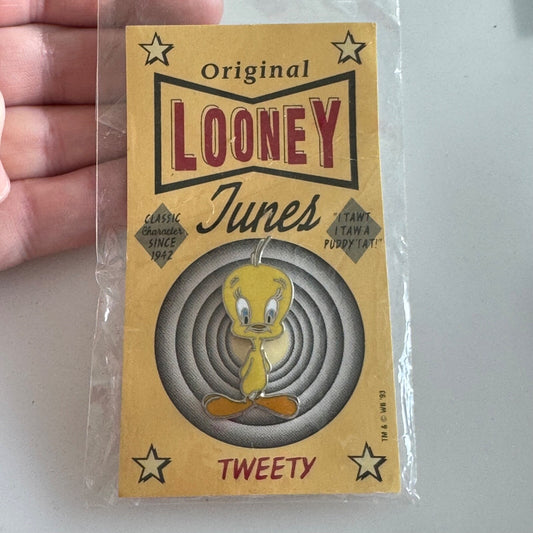 Original
LOONEY
Tunes
CLASSIC
Character
SINCE
1942
"I TAWT
I TAW A
PUDDY TAT!"
TM & © WB '93
TWEETY